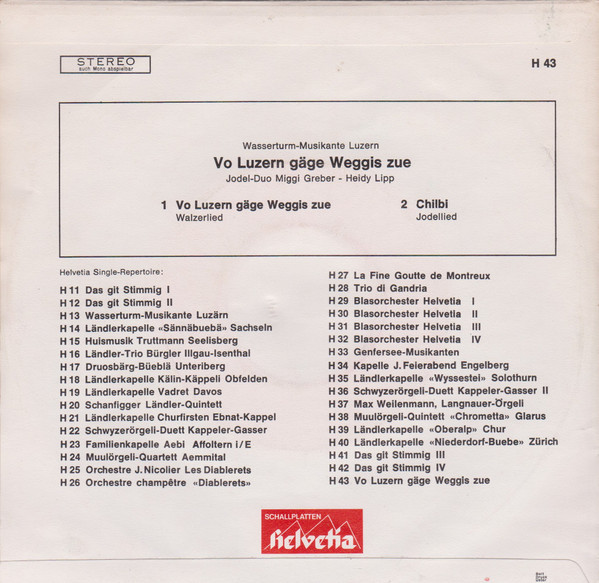 STEREO
auch Mono abspielbar
H 43
Wasserturm-Musikante Luzern
Vo Luzern gäge Weggis zue
Jodel-Duo Miggi Greber - Heidy Lipp
1 Vo Luzern gäge Weggis zue
Walzerlied
2 Chilbi
Jodellied
Helvetia Single-Repertoire:
H 11 Das git Stimmig I
H 12 Das git Stimmig II
H 13 Wasserturm-Musikante Luzärn
H 14 Ländlerkapelle «Sännäbuebä» Sachseln
H 15 Huismusik Truttmann Seelisberg
H 16 Ländler-Trio Bürgler Illgau-Isenthal
H 17 Druosbärg-Büeblä Unteriberg
H 18 Ländlerkapelle Kälin-Käppeli Obfelden
H 19 Ländlerkapelle Vadret Davos
H 20 Schanfigger Ländler-Quintett
H 21 Ländlerkapelle Churfirsten Ebnat-Kappel
H 22 Schwyzerörgeli-Duett Kappeler-Gasser
H 23 Familienkapelle Aebi Affoltern i/E
H 24 Muulörgeli-Quartett Aemmital
H 25 Orchestre J. Nicolier Les Diablerets
H 26 Orchestre champêtre «Diablerets»
H 27 La Fine Goutte de Montreux
H 28 Trio di Gandria
H 29 Blasorchester Helvetia I
H 30 Blasorchester Helvetia II
H 31 Blasorchester Helvetia III
H 32 Blasorchester Helvetia IV
H 33 Genfersee-Musikanten
H 34 Kapelle J. Feierabend Engelberg
H 35 Ländlerkapelle «Wyssestei» Solothurn
H 36 Schwyzerörgeli-Duett Kappeler-Gasser II
H 37 Max Weilenmann, Langnauer-Örgeli
H 38 Muulörgeli-Quintett «Chrometta» Glarus
H 39 Ländlerkapelle «Oberalp» Chur
H 40 Ländlerkapelle «Niederdorf-Buebe» Zürich
H 41 Das git Stimmig III
H 42 Das git Stimmig IV
H 43 Vo Luzern gäge Weggis zue
SCHALLPLATTEN
helvetia